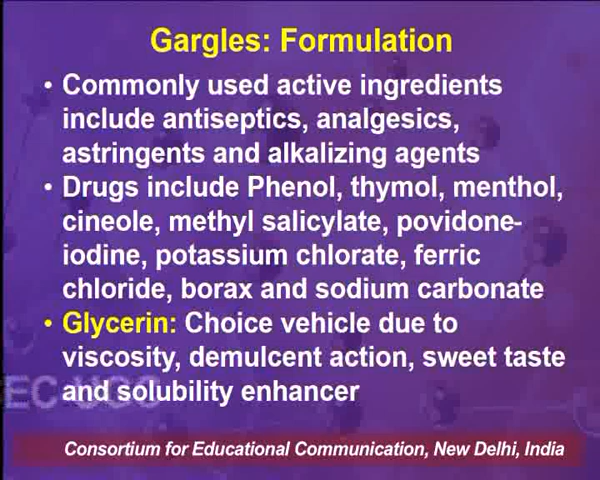 Gargles: Formulation
• Commonly used active ingredients
include antiseptics, analgesics,
astringents and alkalizing agents
• Drugs include Phenol, thymol, menthol,
cineole, methyl salicylate, povidone-
iodine, potassium chlorate, ferric
chloride, borax and sodium carbonate
• Glycerin: Choice vehicle due to
viscosity, demulcent action, sweet taste
and solubility enhancer
EC-UGC
Consortium for Educational Communication, New Delhi, India